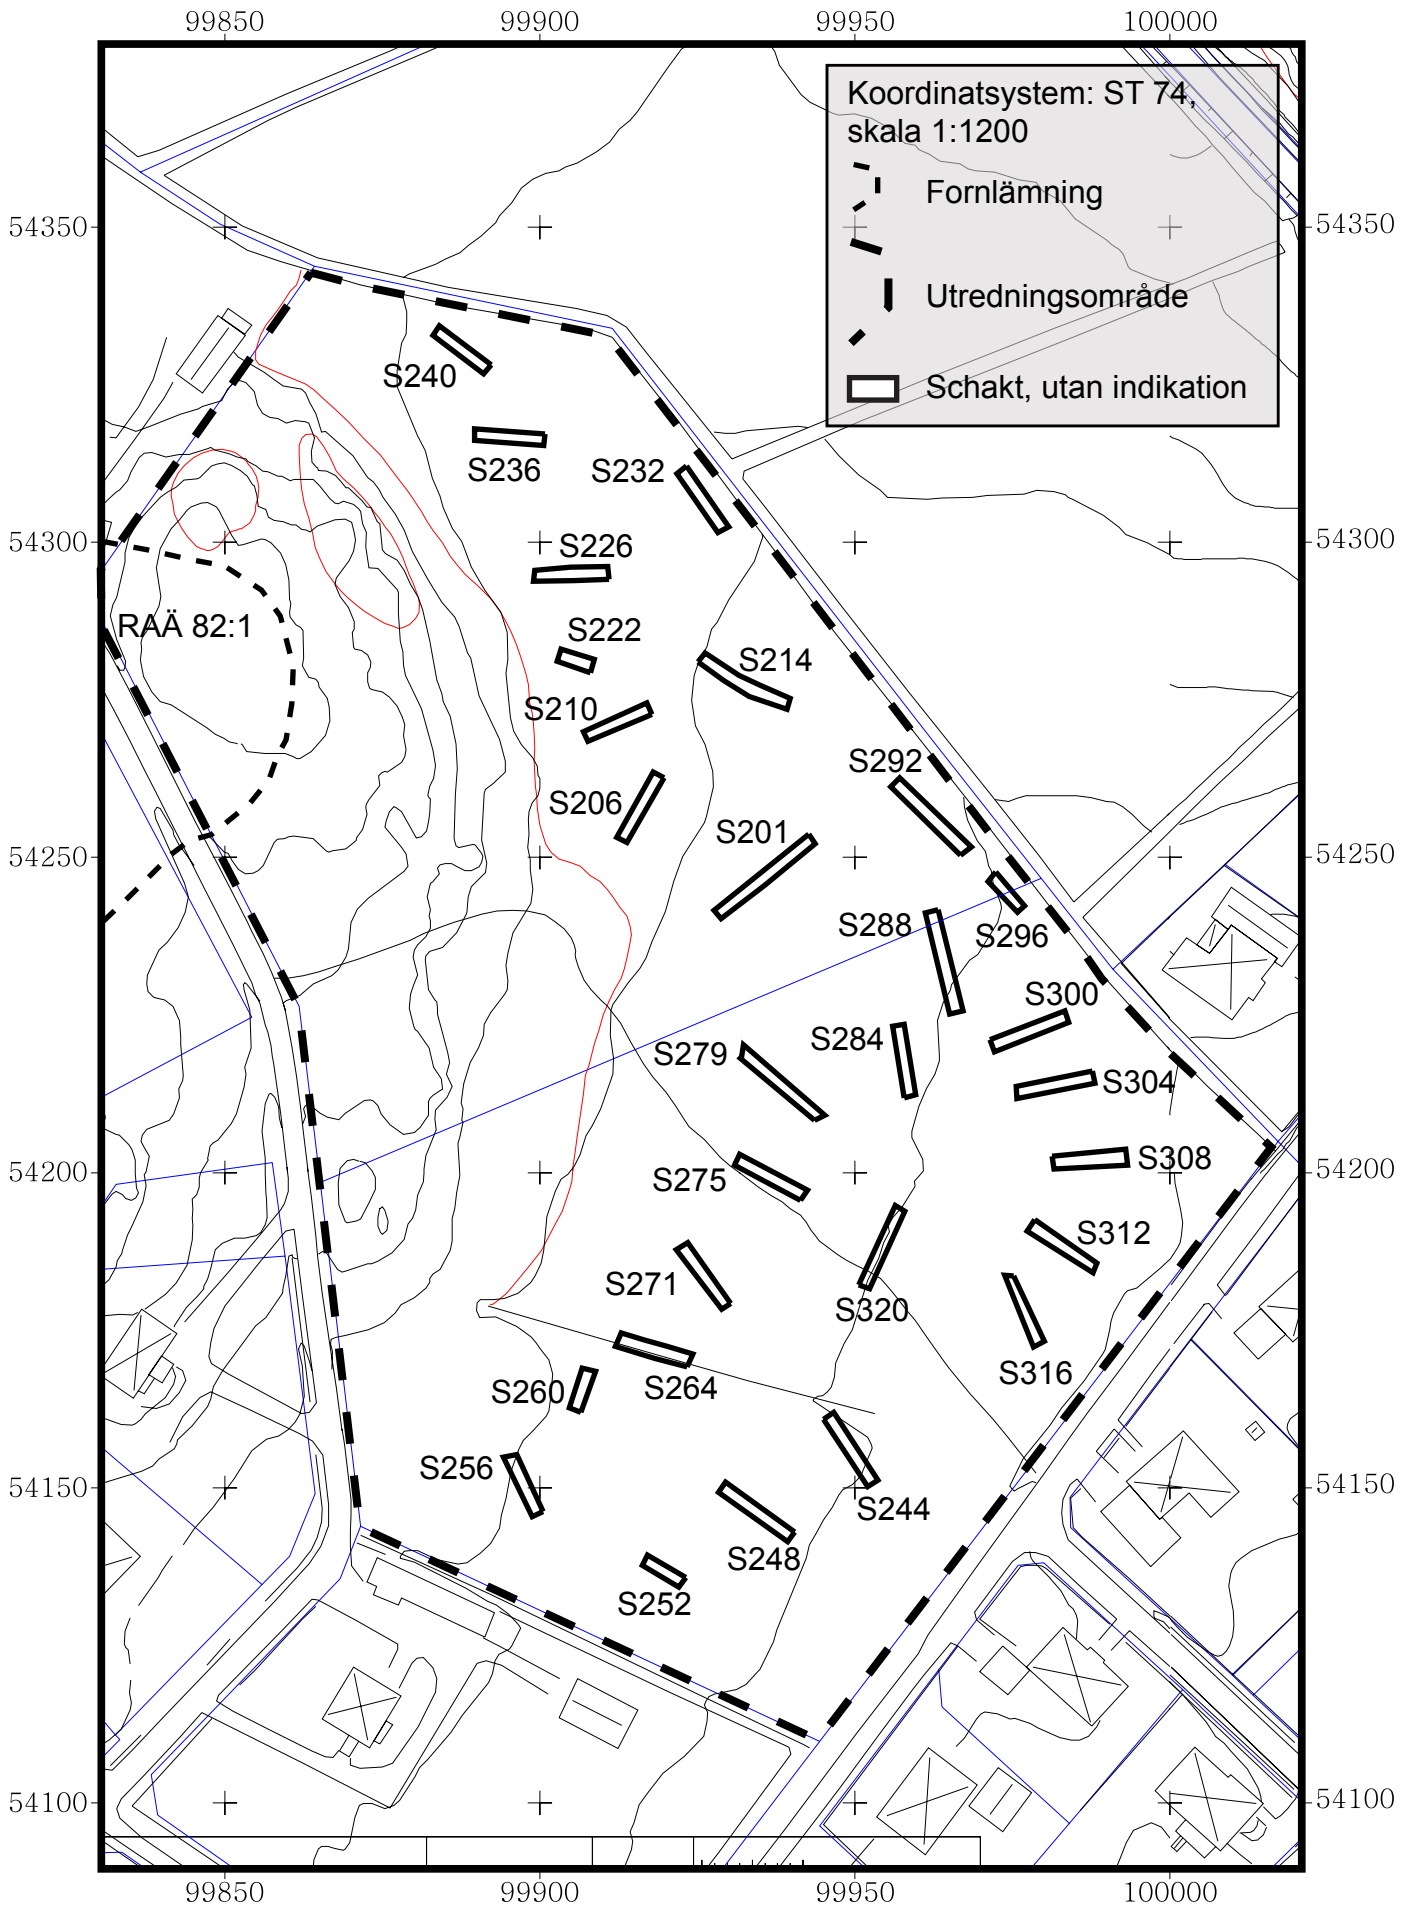 99850 99900 99950 100000
Koordinatsystem: ST 74,
skala 1:1200
Fornlämning
54350 54350
Utredningsområde
S240
Schakt, utan indikation
S236 S232
54300 54300
S226
RAÄ 82:1
S222
S214
S210
S292
S206
S201
54250 54250
S288
S296
S300
S284
S279
S304
S308
54200 54200
S275
S312
S271
S320
S316
S264
S260
S256
54150 54150
S244
S248
S252
54100 54100
99850 99900 99950 100000